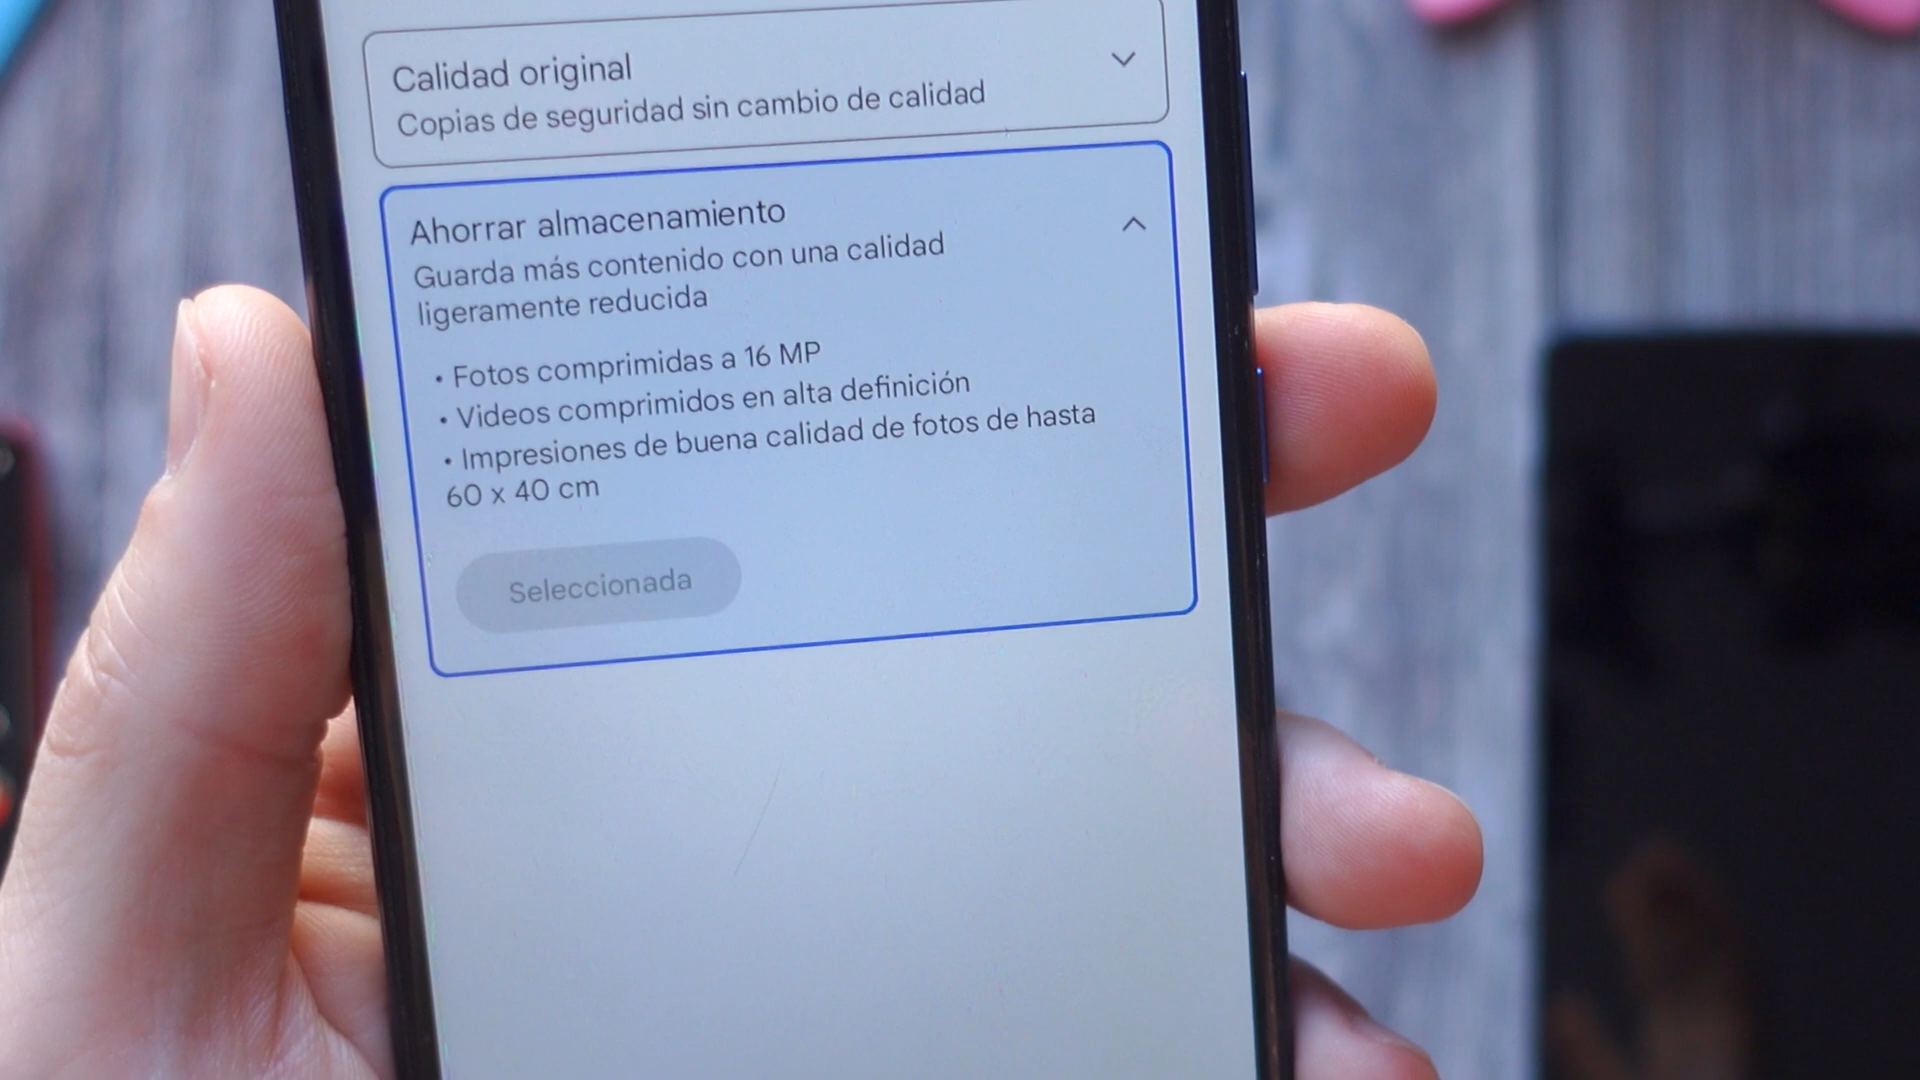 Calidad original
Copias de seguridad sin cambio de calidad
Ahorrar almacenamiento
Guarda más contenido con una calidad
ligeramente reducida
• Fotos comprimidas a 16 MP
• Videos comprimidos en alta definición
• Impresiones de buena calidad de fotos de hasta
60 x 40 cm
Seleccionada